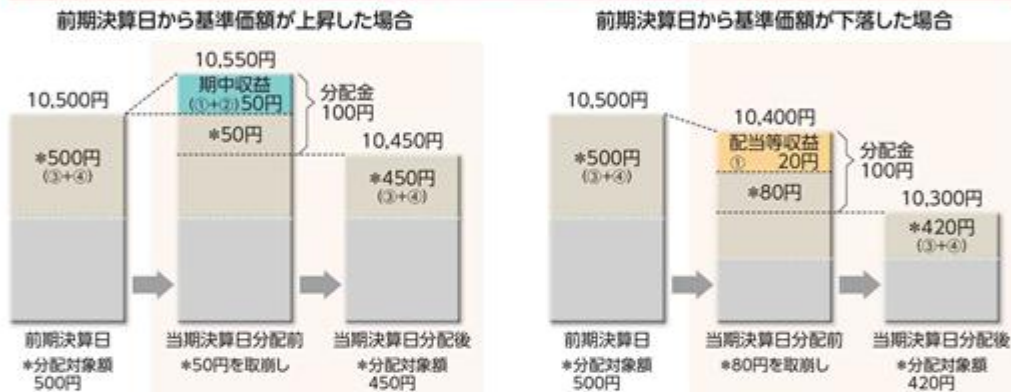 前期決算日から基準価額が上昇した場合
10,500円
*500円
(③+④)
10,550円
期中収益
(①+②)50円
*50円
分配金
100円
10,450円
*450円
(③+④)
前期決算日
*分配対象額
500円
当期決算日分配前
*50円を取崩し
当期決算日分配後
*分配対象額
450円
前期決算日から基準価額が下落した場合
10,500円
*500円
(③+④)
10,400円
配当等収益
① 20円
*80円
分配金
100円
10,300円
*420円
(③+④)
前期決算日
*分配対象額
500円
当期決算日分配前
*80円を取崩し
当期決算日分配後
*分配対象額
420円